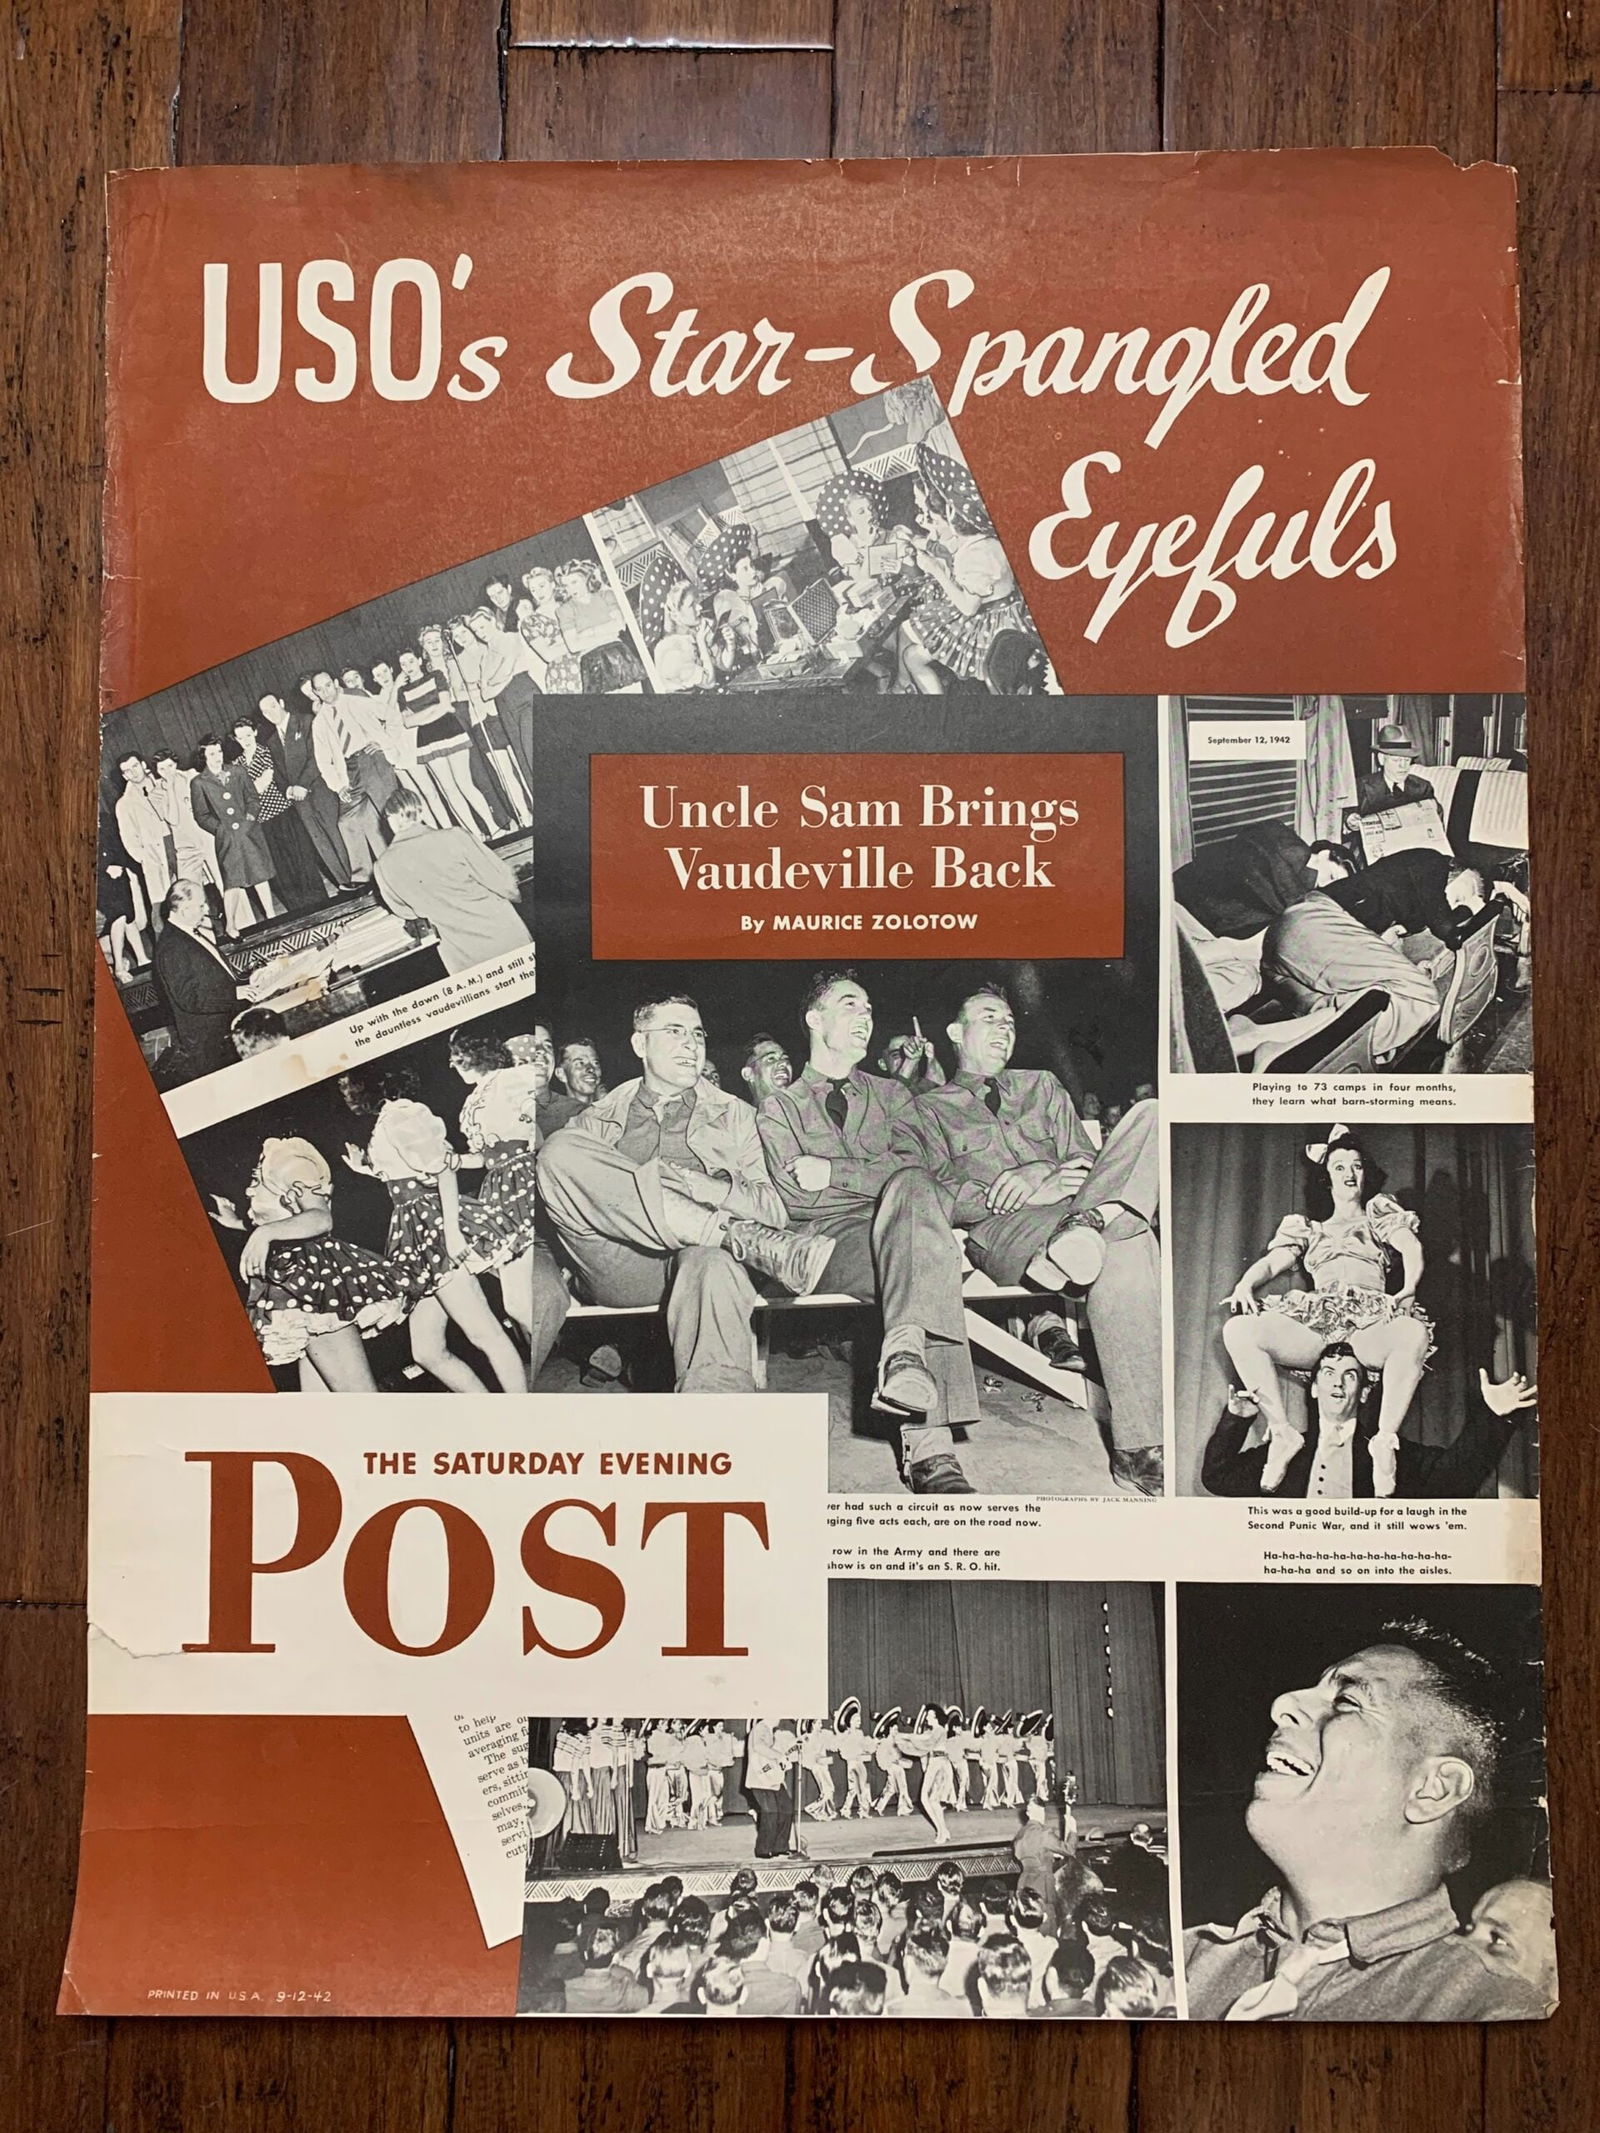 USO's Star-Spangled
Eyefuls
Uncle Sam Brings
Vaudeville Back
By MAURICE ZOLOTOW
September 12, 1942
Up with the dawn (8 A. M.) and still
the dauntless vaudevillians start the
Playing to 73 camps in four months,
they learn what barn-storming means.
PHOTOGRAPHS BY JACK MANNING
ver had such a circuit as now serves the
ging five acts each, are on the road now.
row in the Army and there are
show is on and it's an S. R. O. hit.
This was a good build-up for a laugh in the
Second Punic War, and it still wows 'em.
Ha-ha-ha-ha-ha-ha-ha-ha-ha-ha-ha-
ha-ha-ha and so on into the aisles.
THE SATURDAY EVENING
POST
to help
units are
averaging
The
serve as
ers,
commit
selves,
may,
servi
cutt
PRINTED IN U.S.A. 9-12-42